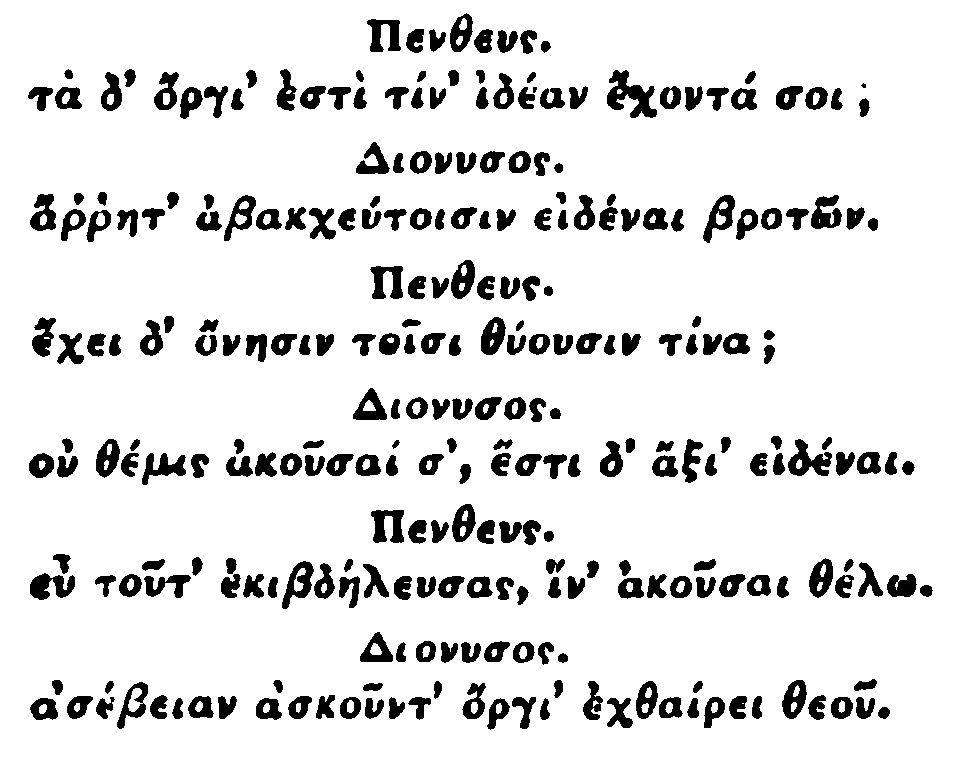 Πενθευς.
τὰ δ’ ὄργι’ ἐστὶ τίν’ ἰδέαν ἔχοντά σοι ;
Διονυσος.
ἄῤῥητ’ ἀβακχεύτοισιν εἰδέναι βροτῶν.
Πενθευς.
ἔχει δ’ ὄνησιν τοῖσι θύουσιν τίνα ;
Διονυσος.
οὐ θέμις ἀκοῦσαί σ’, ἔστι δ’ ἄξι’ εἰδέναι.
Πενθευς.
εὖ τοῦτ’ ἐκιβδήλευσας, ἵν’ ἀκοῦσαι θέλω.
Διονυσος.
ἀσέβειαν ἀσκοῦντ’ ὄργι’ ἐχθαίρει θεοῦ.